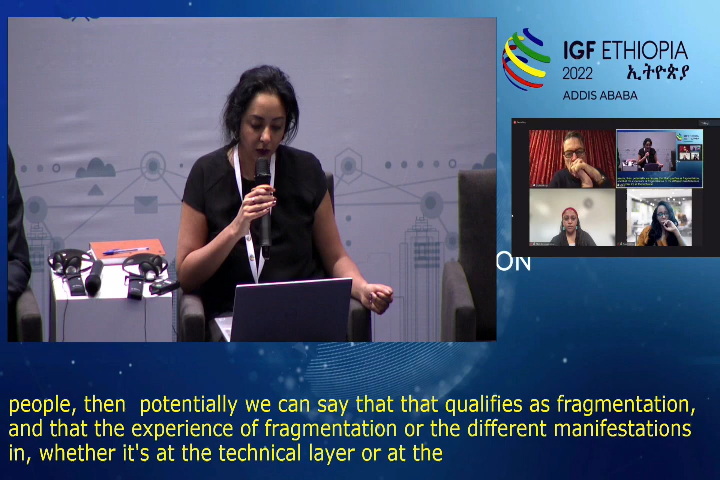 IGF ETHIOPIA
2022 ኢትዮጵያ
ADDIS ABABA
ON
people, then  potentially we can say that that qualifies as fragmentation,
and that the experience of fragmentation or the different manifestations
in, whether it's at the technical layer or at the